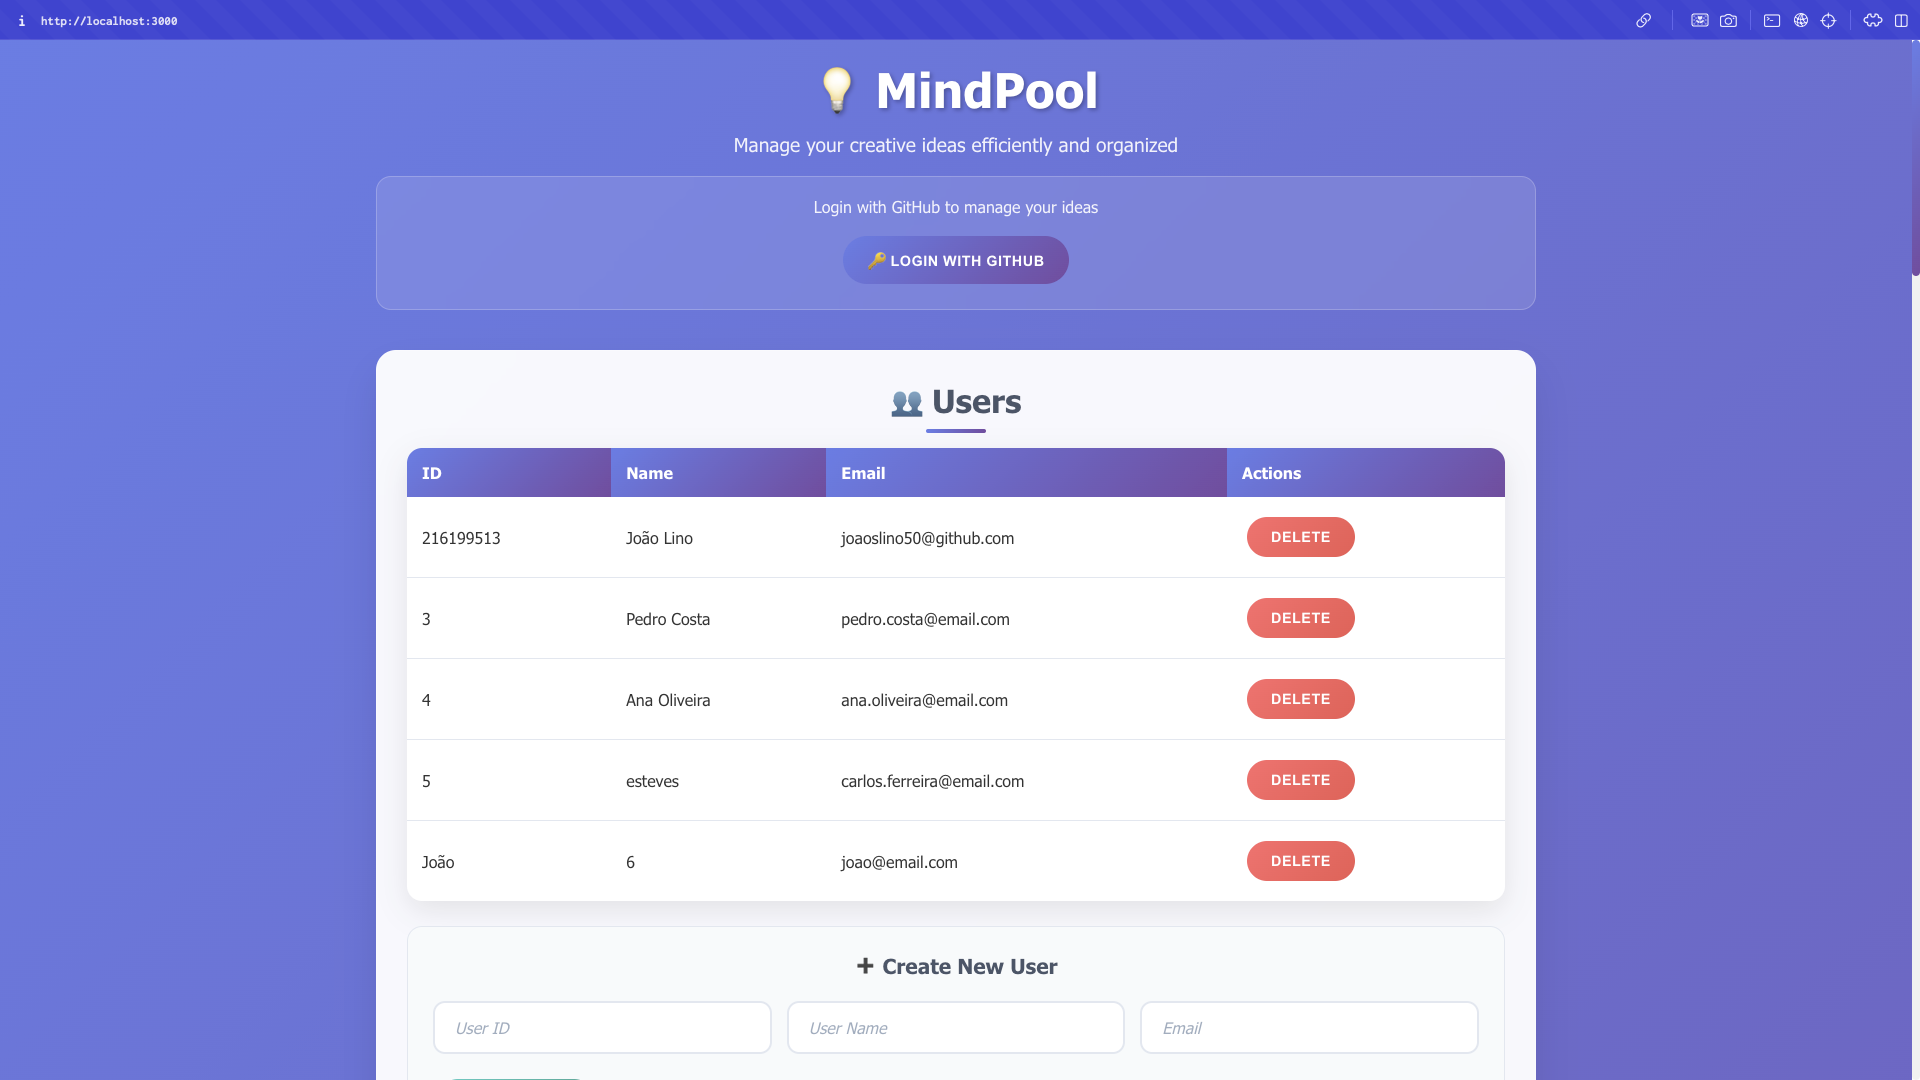 i http://localhost:3000
MindPool
Manage your creative ideas efficiently and organized
Login with GitHub to manage your ideas
LOGIN WITH GITHUB
Users
ID Name Email Actions
216199513 João Lino joaoslino50@github.com DELETE
3 Pedro Costa pedro.costa@email.com DELETE
4 Ana Oliveira ana.oliveira@email.com DELETE
5 esteves carlos.ferreira@email.com DELETE
João 6 joao@email.com DELETE
Create New User
User ID User Name Email